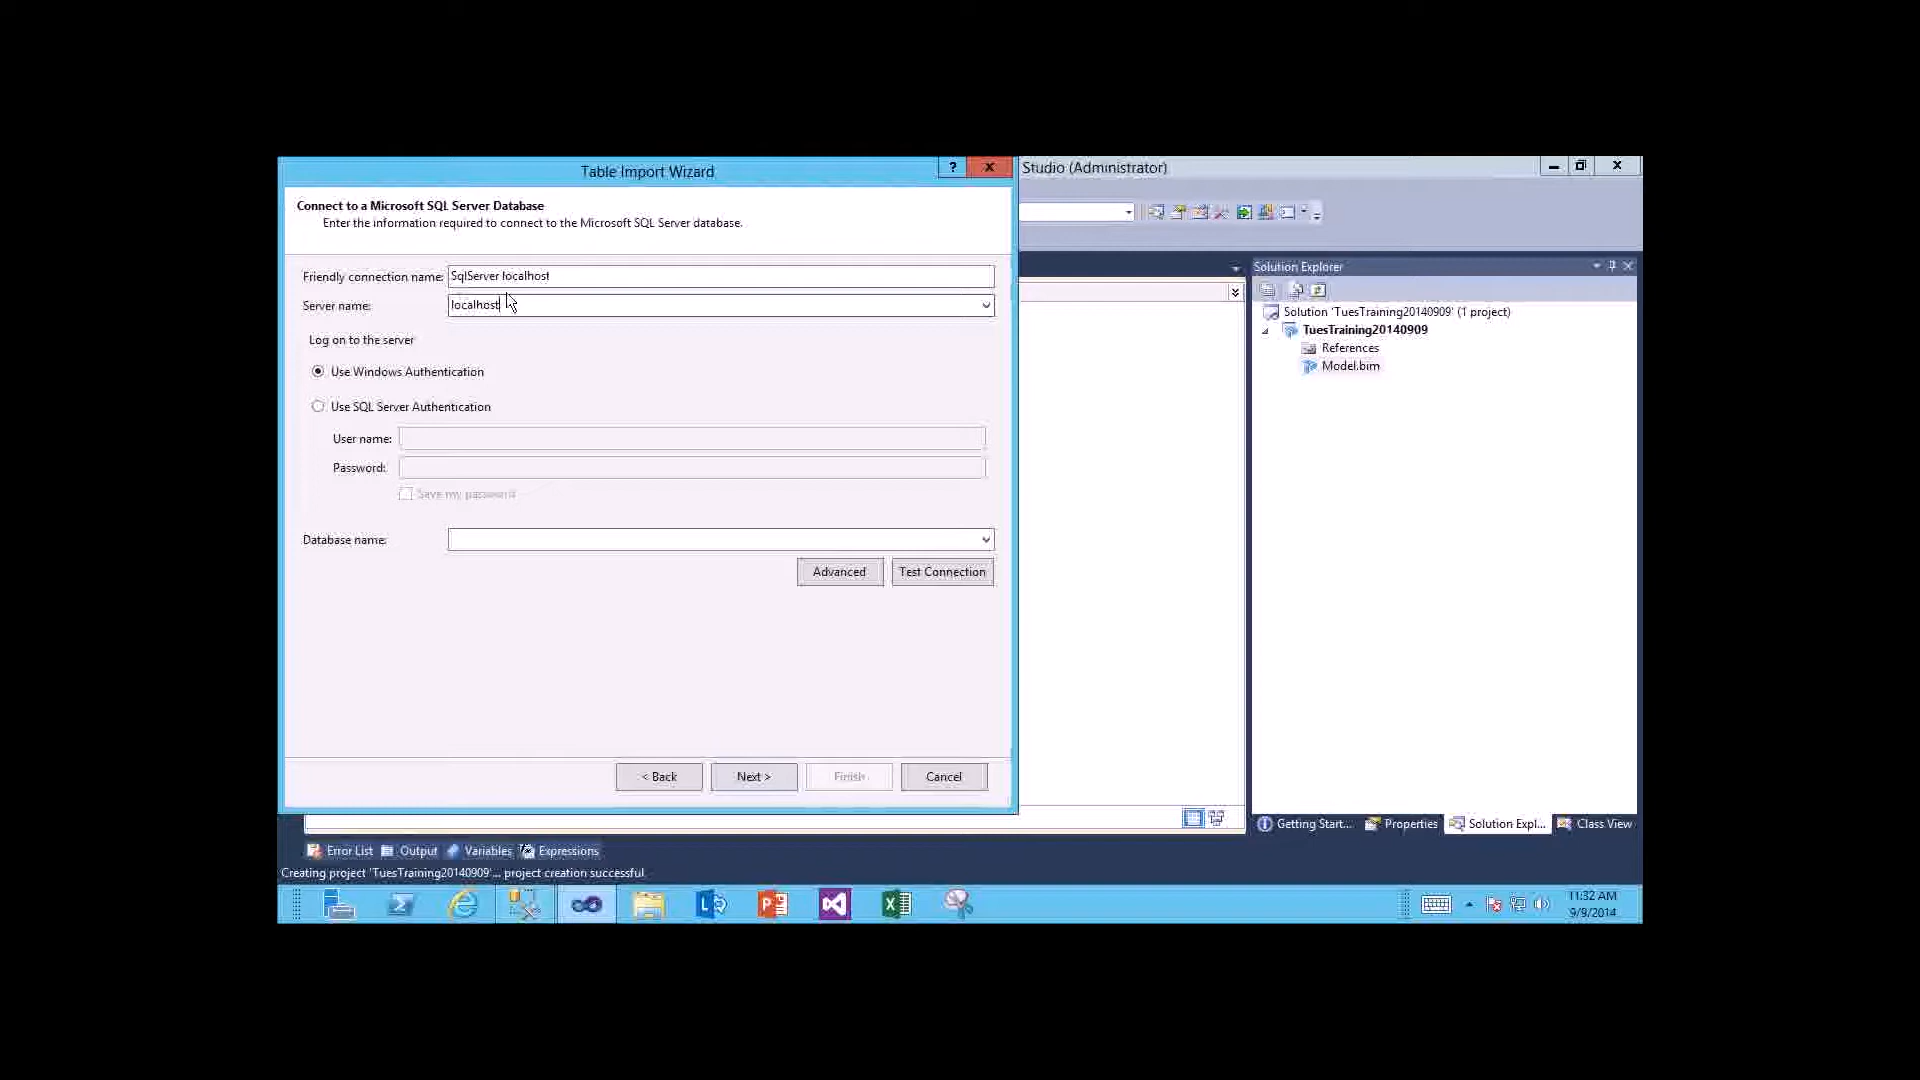 Table Import Wizard
?
Studio (Administrator)
Connect to a Microsoft SQL Server Database
Enter the information required to connect to the Microsoft SQL Server database.
Friendly connection name:
SqlServer localhost
Server name:
localhost
Log on to the server
Use Windows Authentication
Use SQL Server Authentication
User name:
Password:
Save my password
Database name:
Advanced
Test Connection
< Back
Next >
Finish
Cancel
Solution Explorer
Solution 'TuesTraining20140909' (1 project)
TuesTraining20140909
References
Model.bim
Getting Start...
Properties
Solution Expl...
Class View
Error List
Output
Variables
Expressions
Creating project 'TuesTraining20140909'... project creation successful.
11:32 AM
9/9/2014